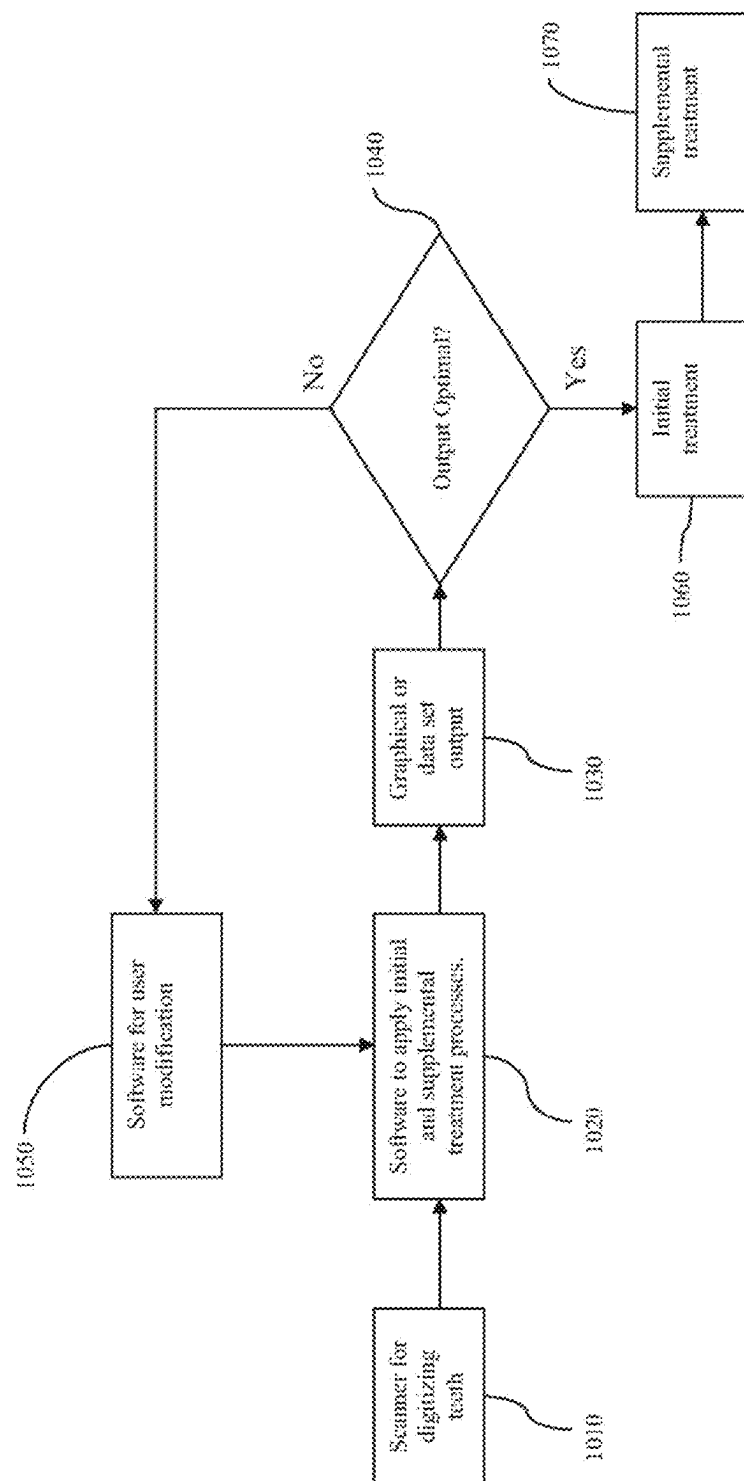 Scanner for
digitizing
teeth
1010
Software to apply initial
and supplemental
treatment processes.
1020
Graphical or
data set
output
1030
Output Optimal?
1040
No
Software for user
modification
1050
Yes
Initial
treatment
1060
Supplemental
treatment
1070